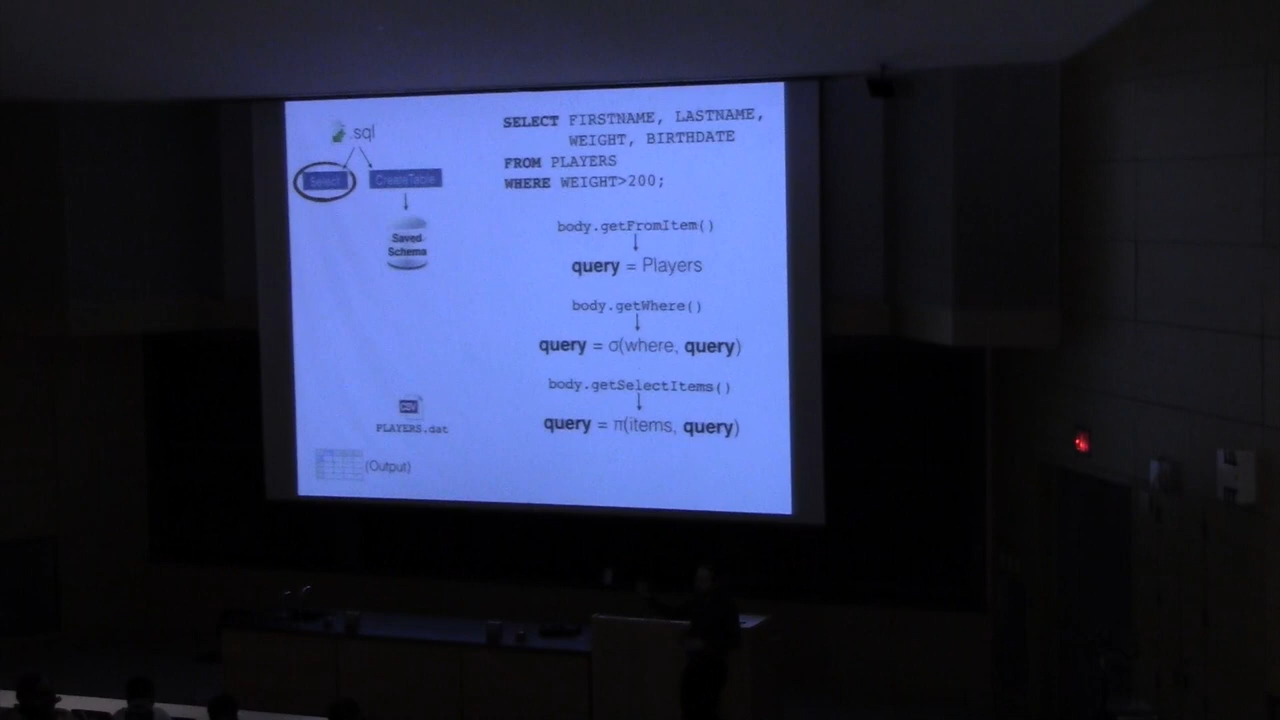 .sql
Select
CreateTable
Saved
Schema
CSV
PLAYERS.dat
(Output)
SELECT FIRSTNAME, LASTNAME,
WEIGHT, BIRTHDATE
FROM PLAYERS
WHERE WEIGHT>200;
body.getFromItem()
query = Players
body.getWhere()
query = σ(where, query)
body.getSelectItems()
query = π(items, query)